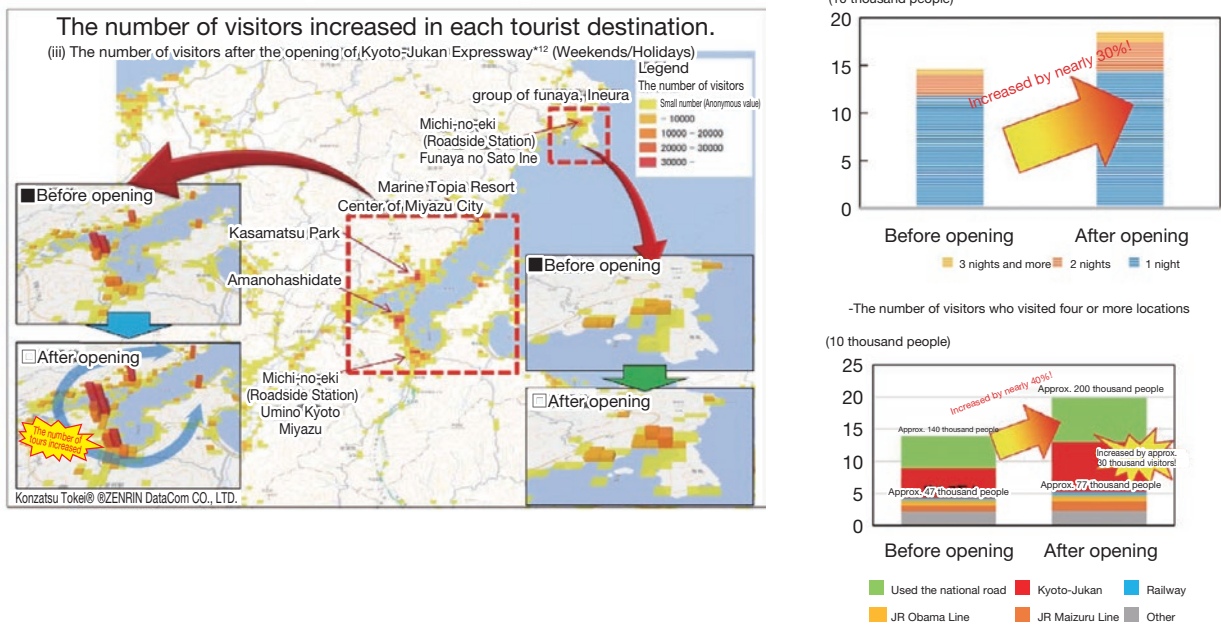 The number of visitors increased in each tourist destination.
(iii) The number of visitors after the opening of Kyoto-Jukan Expressway*12 (Weekends/Holidays)
Legend
The number of visitors
Small number (Anonymous value)
- 10000
10000 - 20000
20000 - 30000
30000 -
group of funaya, Ineura
Michi-no-eki
(Roadside Station)
Funaya no Sato Ine
Marine Topia Resort
Center of Miyazu City
Kasamatsu Park
Amanohashidate
Michi-no-eki
(Roadside Station)
Umino Kyoto
Miyazu
■Before opening
□After opening
The number of
tours increased
■Before opening
□After opening
Konzatsu Tokei® ®ZENRIN DataCom CO., LTD.
(10 thousand people)
20
15
10
5
0
Increased by nearly 30%!
Before opening
After opening
3 nights and more
2 nights
1 night
-The number of visitors who visited four or more locations
(10 thousand people)
25
20
15
10
5
0
Increased by nearly 40%!
Approx. 200 thousand people
Approx. 140 thousand people
Increased by approx.
30 thousand visitors!
Approx. 47 thousand people
Approx. 77 thousand people
Before opening
After opening
Used the national road
Kyoto-Jukan
Railway
JR Obama Line
JR Maizuru Line
Other